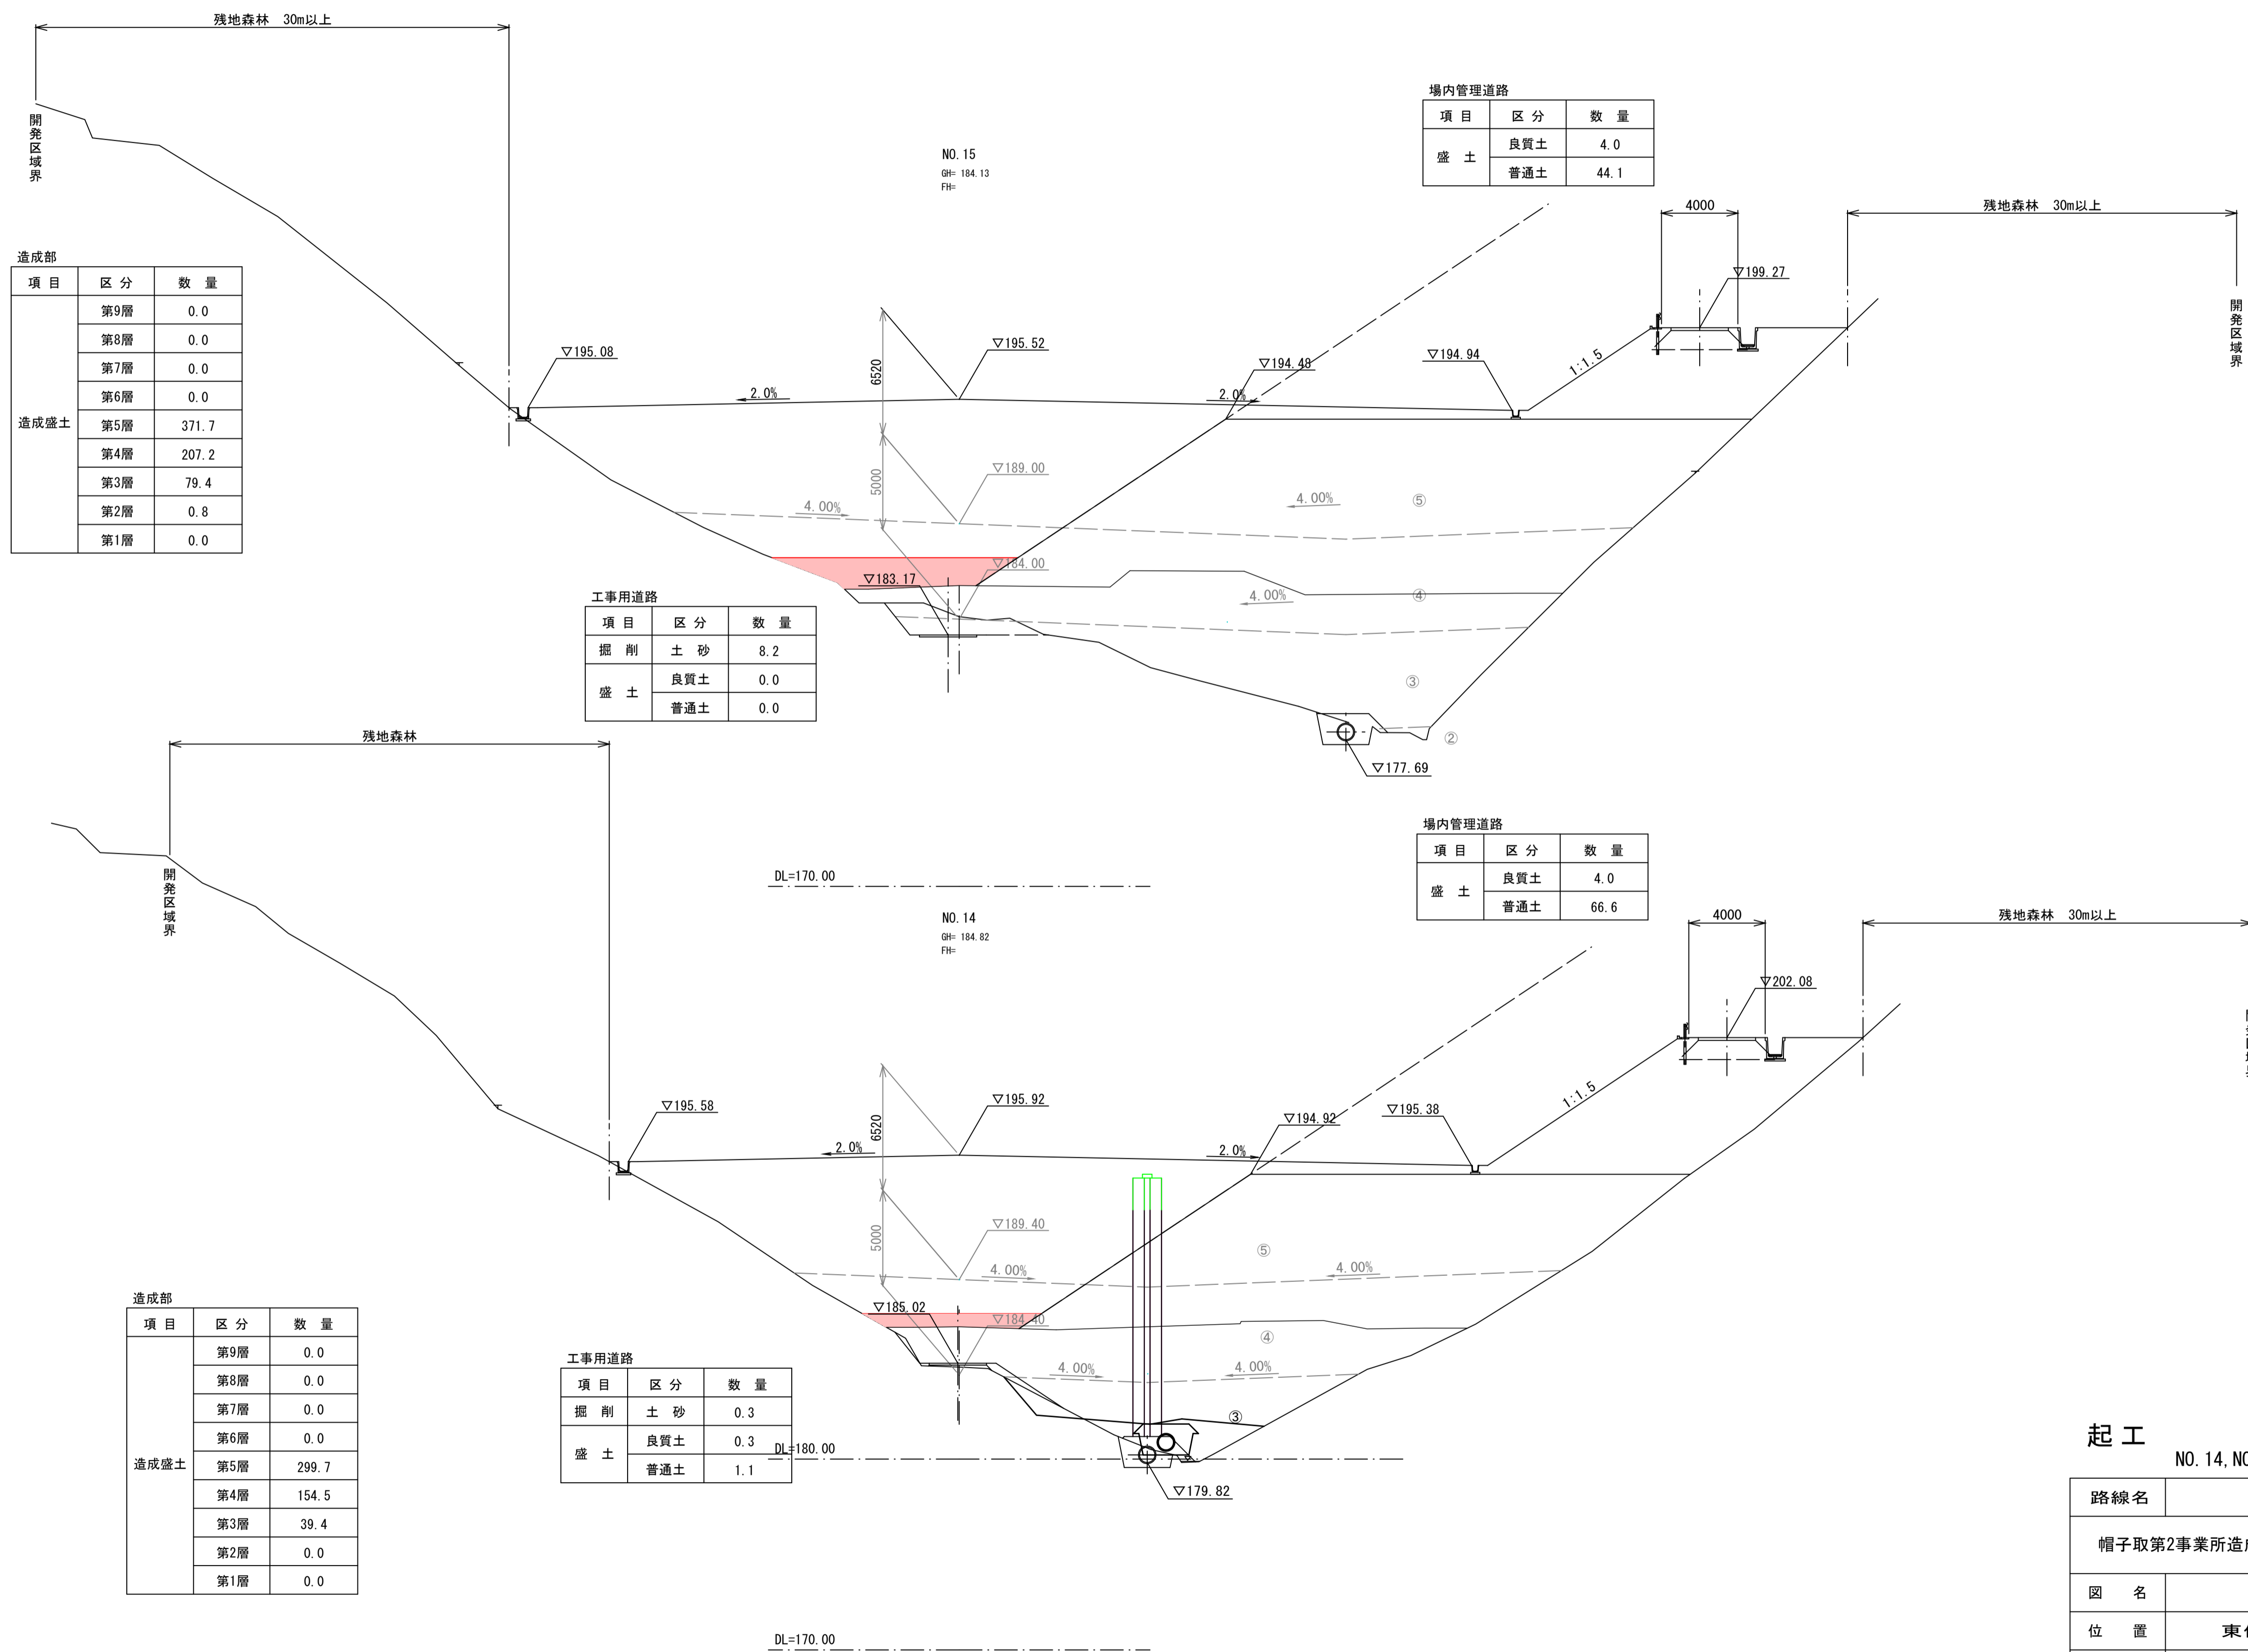 残地森林　30m以上
開発区域界
NO.15
GH= 184.13
FH=
場内管理道路
項 目 区 分 数 量
盛 土 良質土 4.0
普通土 44.1
4000
残地森林　30m以上
▽199.27
開発区域界
造成部
項 目 区 分 数 量
造成盛土
第9層 0.0
第8層 0.0
第7層 0.0
第6層 0.0
第5層 371.7
第4層 207.2
第3層 79.4
第2層 0.8
第1層 0.0
▽195.08
6520
▽195.52
▽194.48
▽194.94
1:1.5
2.0%
2.0%
5000
▽189.00
4.00%
4.00%
⑤
▽184.00
▽183.17
4.00%
④
③
②
▽177.69
工事用道路
項 目 区 分 数 量
掘 削 土 砂 8.2
盛 土 良質土 0.0
普通土 0.0
残地森林
開発区域界
DL=170.00
NO.14
GH= 184.82
FH=
場内管理道路
項 目 区 分 数 量
盛 土 良質土 4.0
普通土 66.6
4000
残地森林　30m以上
▽202.08
▽195.58
6520
▽195.92
▽194.92
▽195.38
1:1.5
2.0%
2.0%
5000
▽189.40
4.00%
4.00%
⑤
▽185.02
▽184.40
④
4.00%
4.00%
③
DL=180.00
▽179.82
造成部
項 目 区 分 数 量
造成盛土
第9層 0.0
第8層 0.0
第7層 0.0
第6層 0.0
第5層 299.7
第4層 154.5
第3層 39.4
第2層 0.0
第1層 0.0
工事用道路
項 目 区 分 数 量
掘 削 土 砂 0.3
盛 土 良質土 0.3
普通土 1.1
DL=170.00
起 工
NO.14,NO
路線名
帽子取第2事業所造
図 名
位 置 東